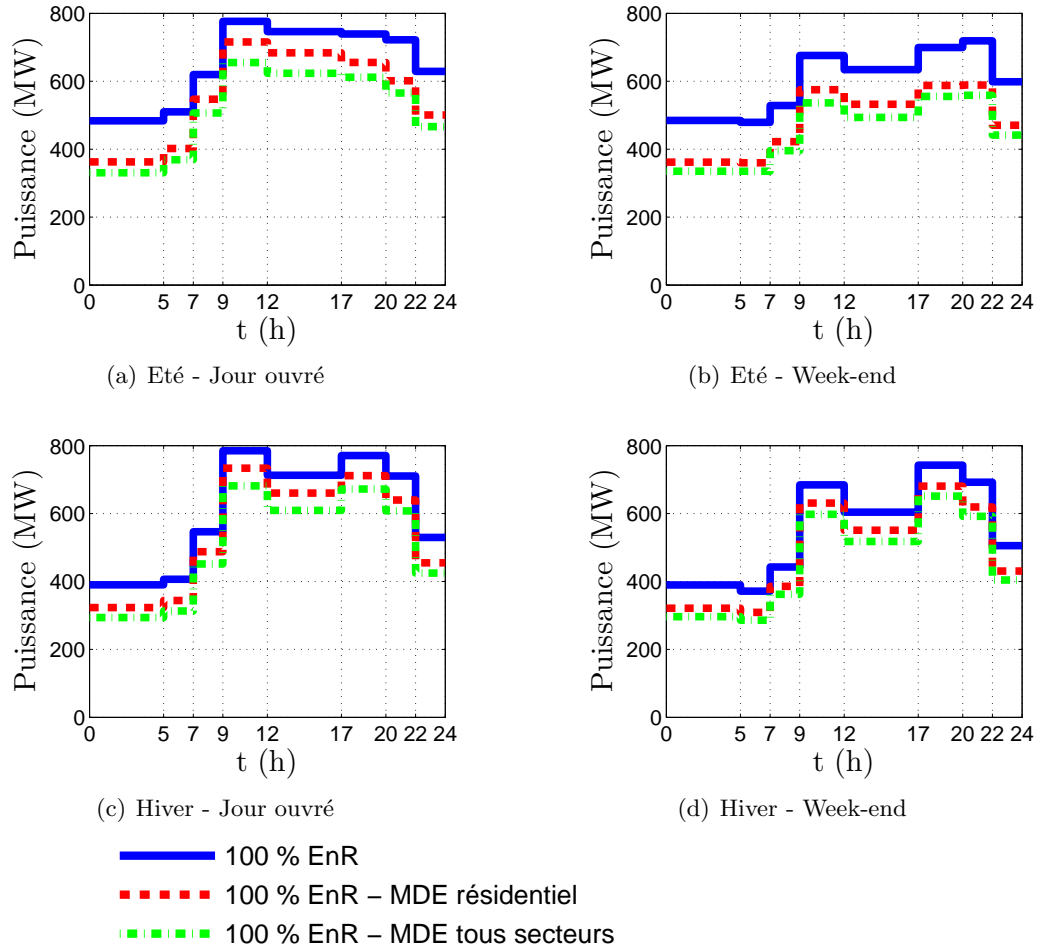 800
600
400
200
0
Puissance (MW)
0 5 7 9 12 17 20 22 24
t (h)
(a) Eté - Jour ouvré
800
600
400
200
0
Puissance (MW)
0 5 7 9 12 17 20 22 24
t (h)
(b) Eté - Week-end
800
600
400
200
0
Puissance (MW)
0 5 7 9 12 17 20 22 24
t (h)
(c) Hiver - Jour ouvré
800
600
400
200
0
Puissance (MW)
0 5 7 9 12 17 20 22 24
t (h)
(d) Hiver - Week-end
100 % EnR
100 % EnR – MDE résidentiel
100 % EnR – MDE tous secteurs